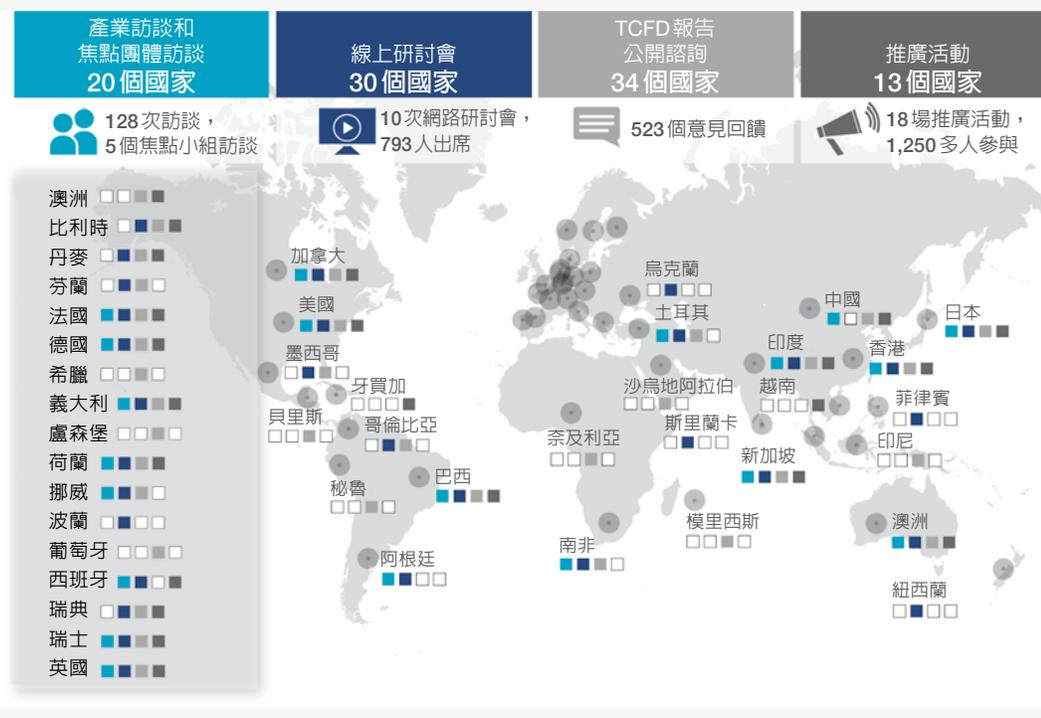 產業訪談和
焦點團體訪談
20個國家
線上研討會
30個國家
TCFD報告
公開諮詢
34個國家
推廣活動
13個國家
128次訪談，
5個焦點小組訪談
10次網路研討會，
793人出席
523個意見回饋
18場推廣活動，
1,250多人參與
澳洲
比利時
丹麥
芬蘭
法國
德國
希臘
義大利
盧森堡
荷蘭
挪威
波蘭
葡萄牙
西班牙
瑞典
瑞士
英國
加拿大
美國
墨西哥
牙買加
貝里斯
哥倫比亞
秘魯
巴西
阿根廷
烏克蘭
土耳其
沙烏地阿拉伯
奈及利亞
斯里蘭卡
南非
模里西斯
中國
日本
印度
香港
越南
菲律賓
印尼
新加坡
澳洲
紐西蘭